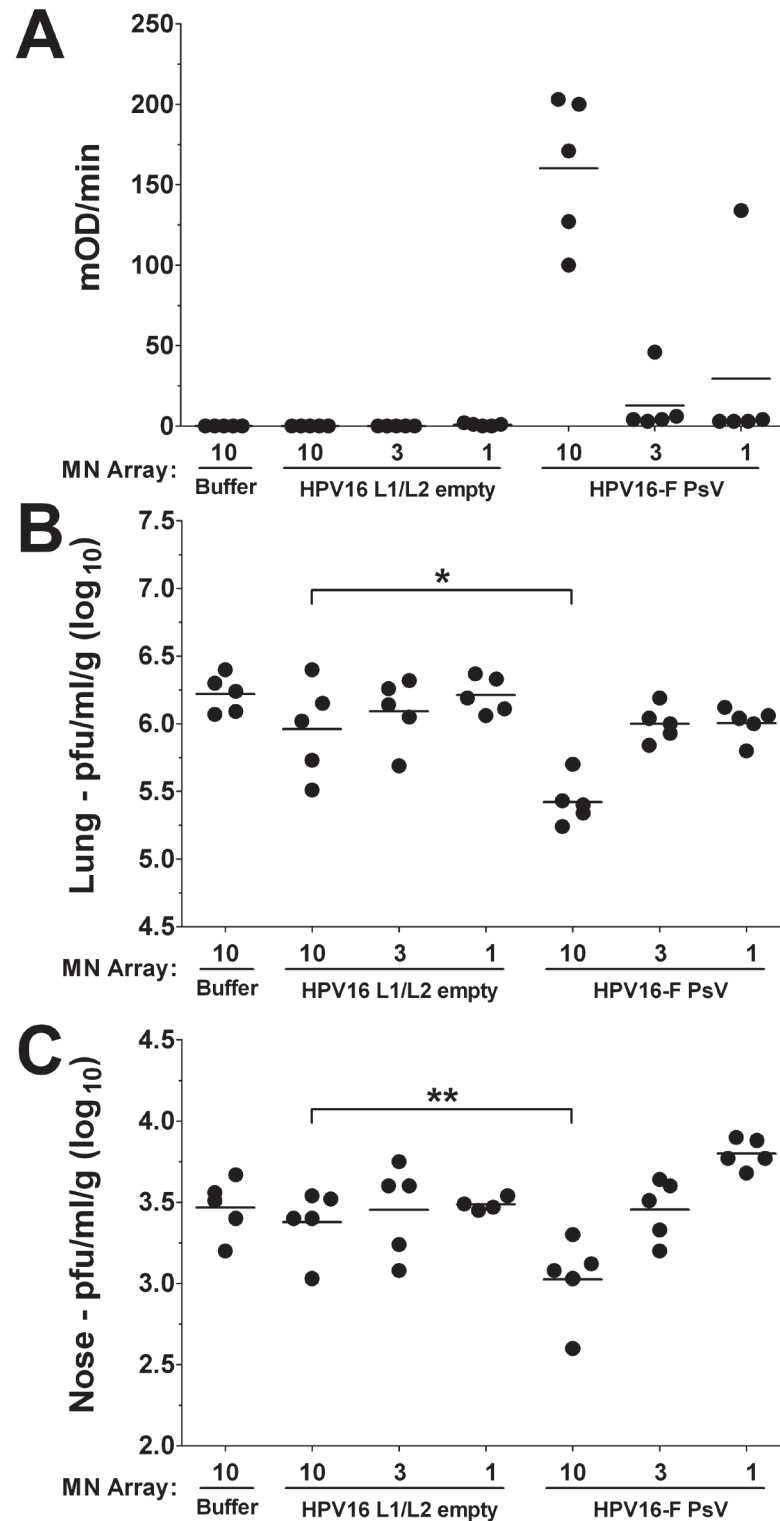 A
mOD/min
250
200
150
100
50
0
10 10 3 1 10 3 1
MN Array:
Buffer HPV16 L1/L2 empty HPV16-F PsV
B
Lung - pfu/ml/g (log10)
7.5
7.0
6.5
6.0
5.5
5.0
4.5
*
10 10 3 1 10 3 1
MN Array:
Buffer HPV16 L1/L2 empty HPV16-F PsV
C
Nose - pfu/ml/g (log10)
4.5
4.0
3.5
3.0
2.5
2.0
**
10 10 3 1 10 3 1
MN Array:
Buffer HPV16 L1/L2 empty HPV16-F PsV